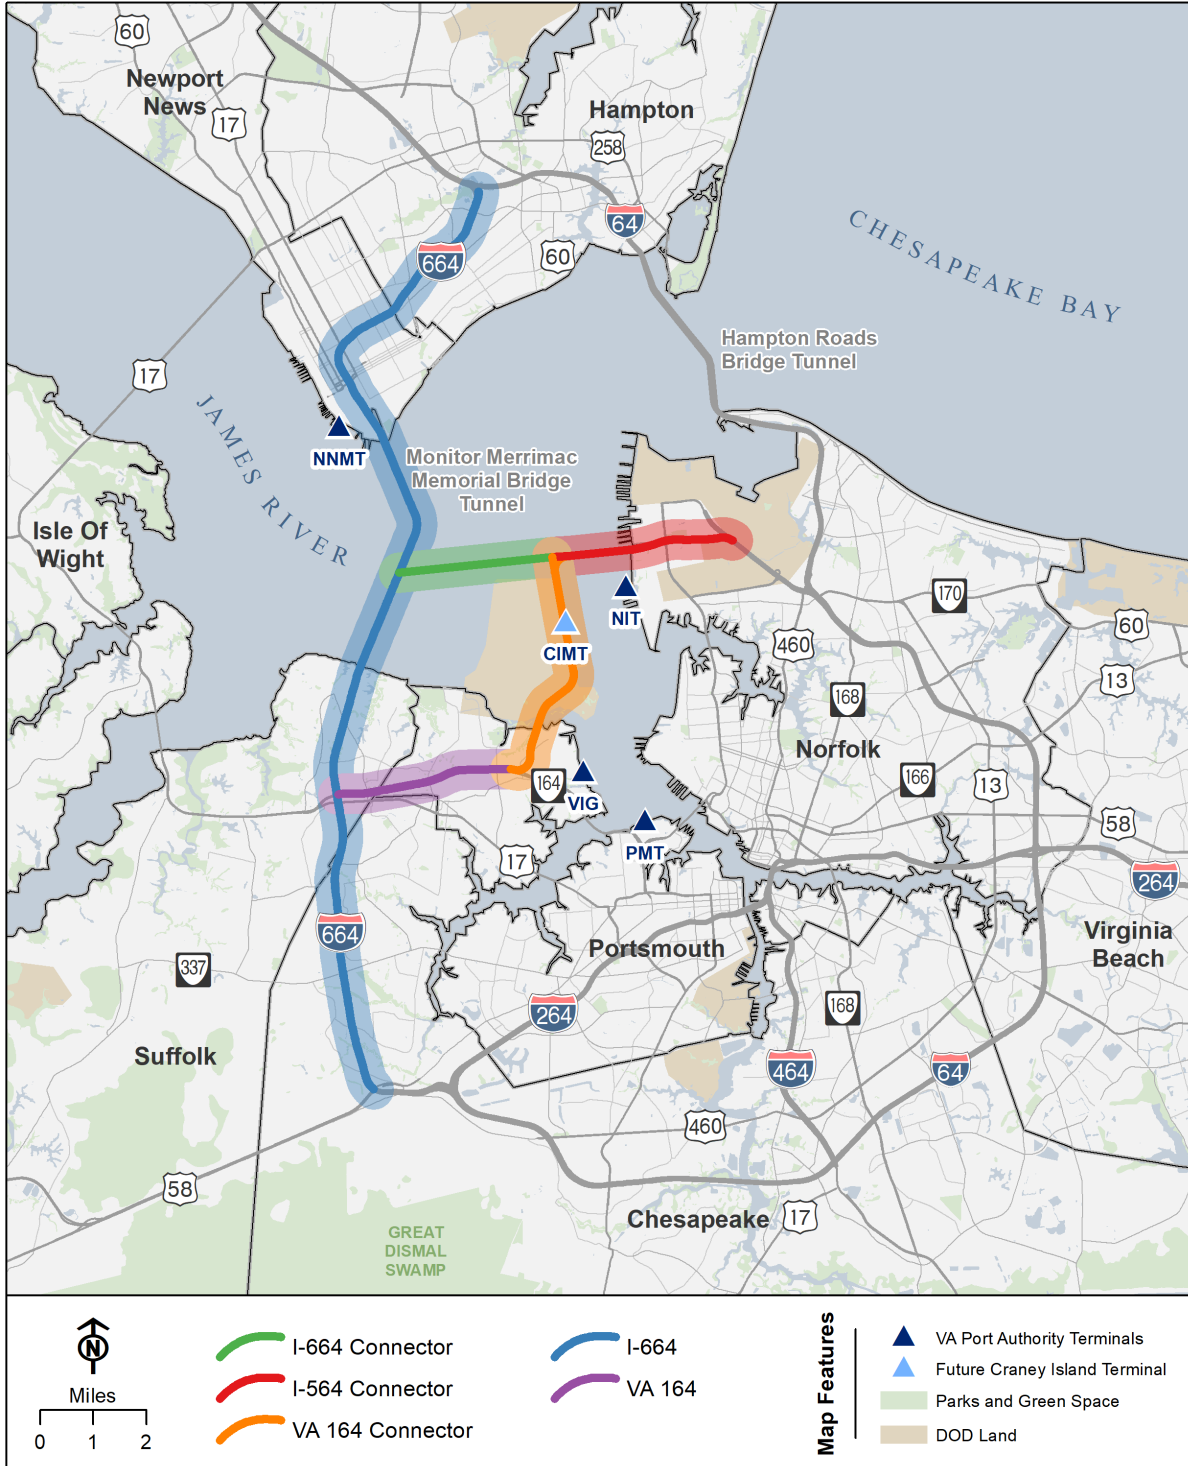 60
Newport
News
17
Hampton
258
64
664
60
CHESAPEAKE BAY
Hampton Roads
Bridge Tunnel
17
JAMES RIVER
NNMT
Monitor Merrimac
Memorial Bridge
Tunnel
Isle Of
Wight
NIT
170
60
460
CIMT
13
168
Norfolk
164
VIG
166
13
58
PMT
17
264
664
Portsmouth
Virginia
Beach
337
264
168
Suffolk
464
64
460
58
Chesapeake
17
GREAT
DISMAL
SWAMP
N
Miles
0 1 2
I-664 Connector
I-564 Connector
VA 164 Connector
I-664
VA 164
Map Features
VA Port Authority Terminals
Future Craney Island Terminal
Parks and Green Space
DOD Land